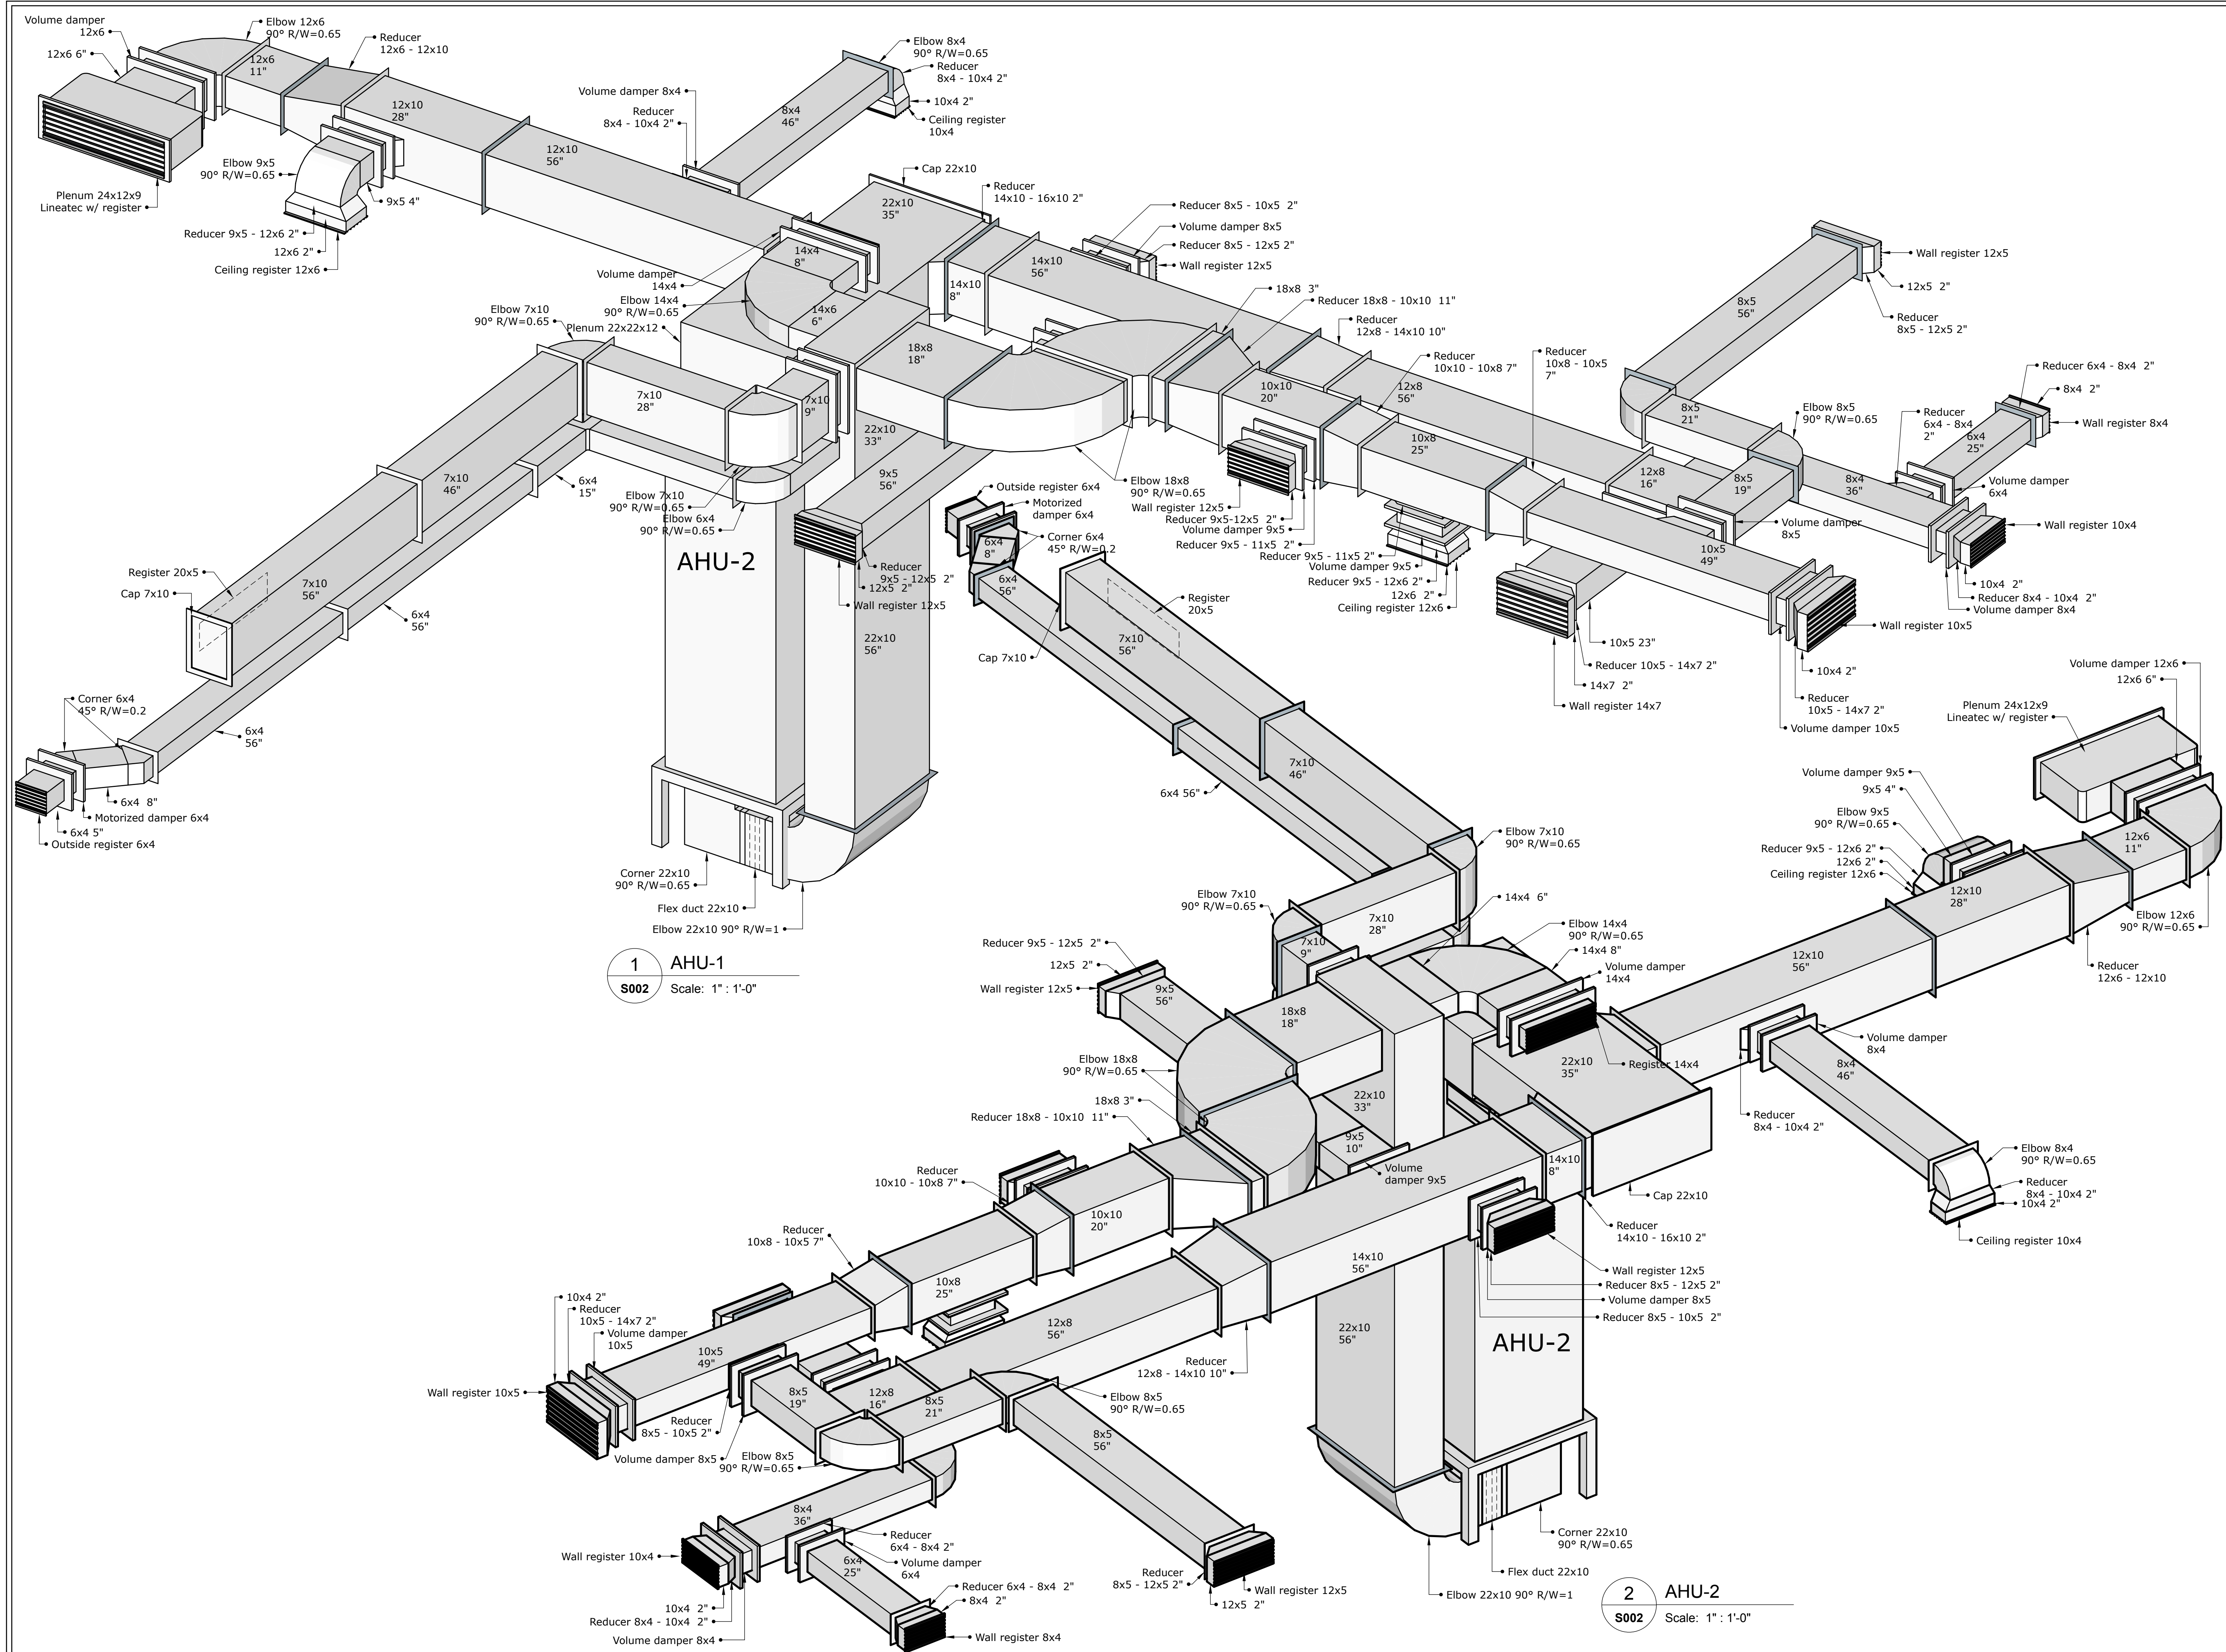 Volume damper
12x6
12x6 6"
Elbow 12x6
90° R/W=0.65
Reducer
12x6 - 12x10
12x6
11"
12x10
28"
12x10
56"
Plenum 24x12x9
Lineatec w/ register
Elbow 9x5
90° R/W=0.65
9x5 4"
Reducer 9x5 - 12x6 2"
12x6 2"
Ceiling register 12x6
Volume damper 8x4
Reducer
8x4 - 10x4 2"
8x4
46"
Elbow 8x4
90° R/W=0.65
Reducer
8x4 - 10x4 2"
10x4 2"
Ceiling register
10x4
Cap 22x10
22x10
35"
Reducer
14x10 - 16x10 2"
14x4
8"
Volume damper
14x4
Elbow 14x4
90° R/W=0.65
14x6
6"
14x10
8"
14x10
56"
Reducer 8x5 - 10x5 2"
Volume damper 8x5
Reducer 8x5 - 12x5 2"
Wall register 12x5
Elbow 7x10
90° R/W=0.65
Plenum 22x22x12
18x8
18"
18x8 3"
Reducer 18x8 - 10x10 11"
Reducer
12x8 - 14x10 10"
Reducer
10x10 - 10x8 7"
Reducer
10x8 - 10x5
7"
7x10
28"
7x10
9"
22x10
33"
9x5
56"
10x10
20"
12x8
56"
10x8
25"
8x5
56"
Wall register 12x5
12x5 2"
Reducer
8x5 - 12x5 2"
8x5
21"
Elbow 8x5
90° R/W=0.65
Reducer 6x4 - 8x4 2"
8x4 2"
Wall register 8x4
Reducer
6x4 - 8x4
2"
6x4
25"
Volume damper
6x4
12x8
16"
8x5
19"
8x4
36"
Volume damper
8x5
Wall register 10x4
10x4 2"
Reducer 8x4 - 10x4 2"
Volume damper 8x4
10x5
49"
Wall register 10x5
10x4 2"
Reducer
10x5 - 14x7 2"
Volume damper 10x5
10x5 23"
Reducer 10x5 - 14x7 2"
14x7 2"
Wall register 14x7
Elbow 18x8
90° R/W=0.65
Wall register 12x5
Reducer 9x5-12x5 2"
Volume damper 9x5
Reducer 9x5 - 11x5 2"
Reducer 9x5 - 11x5 2"
Volume damper 9x5
Reducer 9x5 - 12x6 2"
12x6 2"
Ceiling register 12x6
7x10
46"
6x4
15"
Elbow 7x10
90° R/W=0.65
Elbow 6x4
90° R/W=0.65
AHU-2
Reducer
9x5 - 12x5 2"
12x5 2"
Wall register 12x5
22x10
56"
Register 20x5
Cap 7x10
7x10
56"
6x4
56"
Corner 6x4
45° R/W=0.2
6x4
56"
6x4 8"
Motorized damper 6x4
6x4 5"
Outside register 6x4
Corner 22x10
90° R/W=0.65
Flex duct 22x10
Elbow 22x10 90° R/W=1
1
S002
AHU-1
Scale: 1" : 1'-0"
Outside register 6x4
Motorized
damper 6x4
Corner 6x4
45° R/W=0.2
6x4
8"
6x4
56"
Register
20x5
7x10
56"
Cap 7x10
7x10
46"
6x4 56"
Elbow 7x10
90° R/W=0.65
Elbow 7x10
90° R/W=0.65
7x10
28"
7x10
9"
14x4 6"
Elbow 14x4
90° R/W=0.65
14x4 8"
Volume damper
14x4
Register 14x4
Volume damper 12x6
12x6 6"
Plenum 24x12x9
Lineatec w/ register
Volume damper 9x5
9x5 4"
Elbow 9x5
90° R/W=0.65
Reducer 9x5 - 12x6 2"
12x6 2"
Ceiling register 12x6
12x6
11"
12x10
28"
Elbow 12x6
90° R/W=0.65
Reducer
12x6 - 12x10
12x10
56"
Volume damper
8x4
8x4
46"
Reducer
8x4 - 10x4 2"
Elbow 8x4
90° R/W=0.65
Reducer
8x4 - 10x4 2"
10x4 2"
Ceiling register 10x4
Reducer 9x5 - 12x5 2"
12x5 2"
Wall register 12x5
9x5
56"
18x8
18"
Elbow 18x8
90° R/W=0.65
18x8 3"
Reducer 18x8 - 10x10 11"
22x10
35"
22x10
33"
9x5
10"
Volume
damper 9x5
14x10
8"
Cap 22x10
Reducer
14x10 - 16x10 2"
Wall register 12x5
Reducer 8x5 - 12x5 2"
Volume damper 8x5
Reducer 8x5 - 10x5 2"
Reducer
10x10 - 10x8 7"
10x10
20"
Reducer
10x8 - 10x5 7"
10x8
25"
14x10
56"
12x8
56"
Reducer
12x8 - 14x10 10"
22x10
56"
AHU-2
10x4 2"
Reducer
10x5 - 14x7 2"
Volume damper
10x5
Wall register 10x5
10x5
49"
8x5
19"
12x8
16"
8x5
21"
Elbow 8x5
90° R/W=0.65
Reducer
8x5 - 10x5 2"
Volume damper 8x5
Elbow 8x5
90° R/W=0.65
8x5
56"
8x4
36"
Wall register 10x4
Reducer
6x4 - 8x4 2"
Volume damper
6x4
6x4
25"
10x4 2"
Reducer 8x4 - 10x4 2"
Volume damper 8x4
Reducer 6x4 - 8x4 2"
8x4 2"
Wall register 8x4
Reducer
8x5 - 12x5 2"
Wall register 12x5
12x5 2"
Corner 22x10
90° R/W=0.65
Flex duct 22x10
Elbow 22x10 90° R/W=1
2
S002
AHU-2
Scale: 1" : 1'-0"